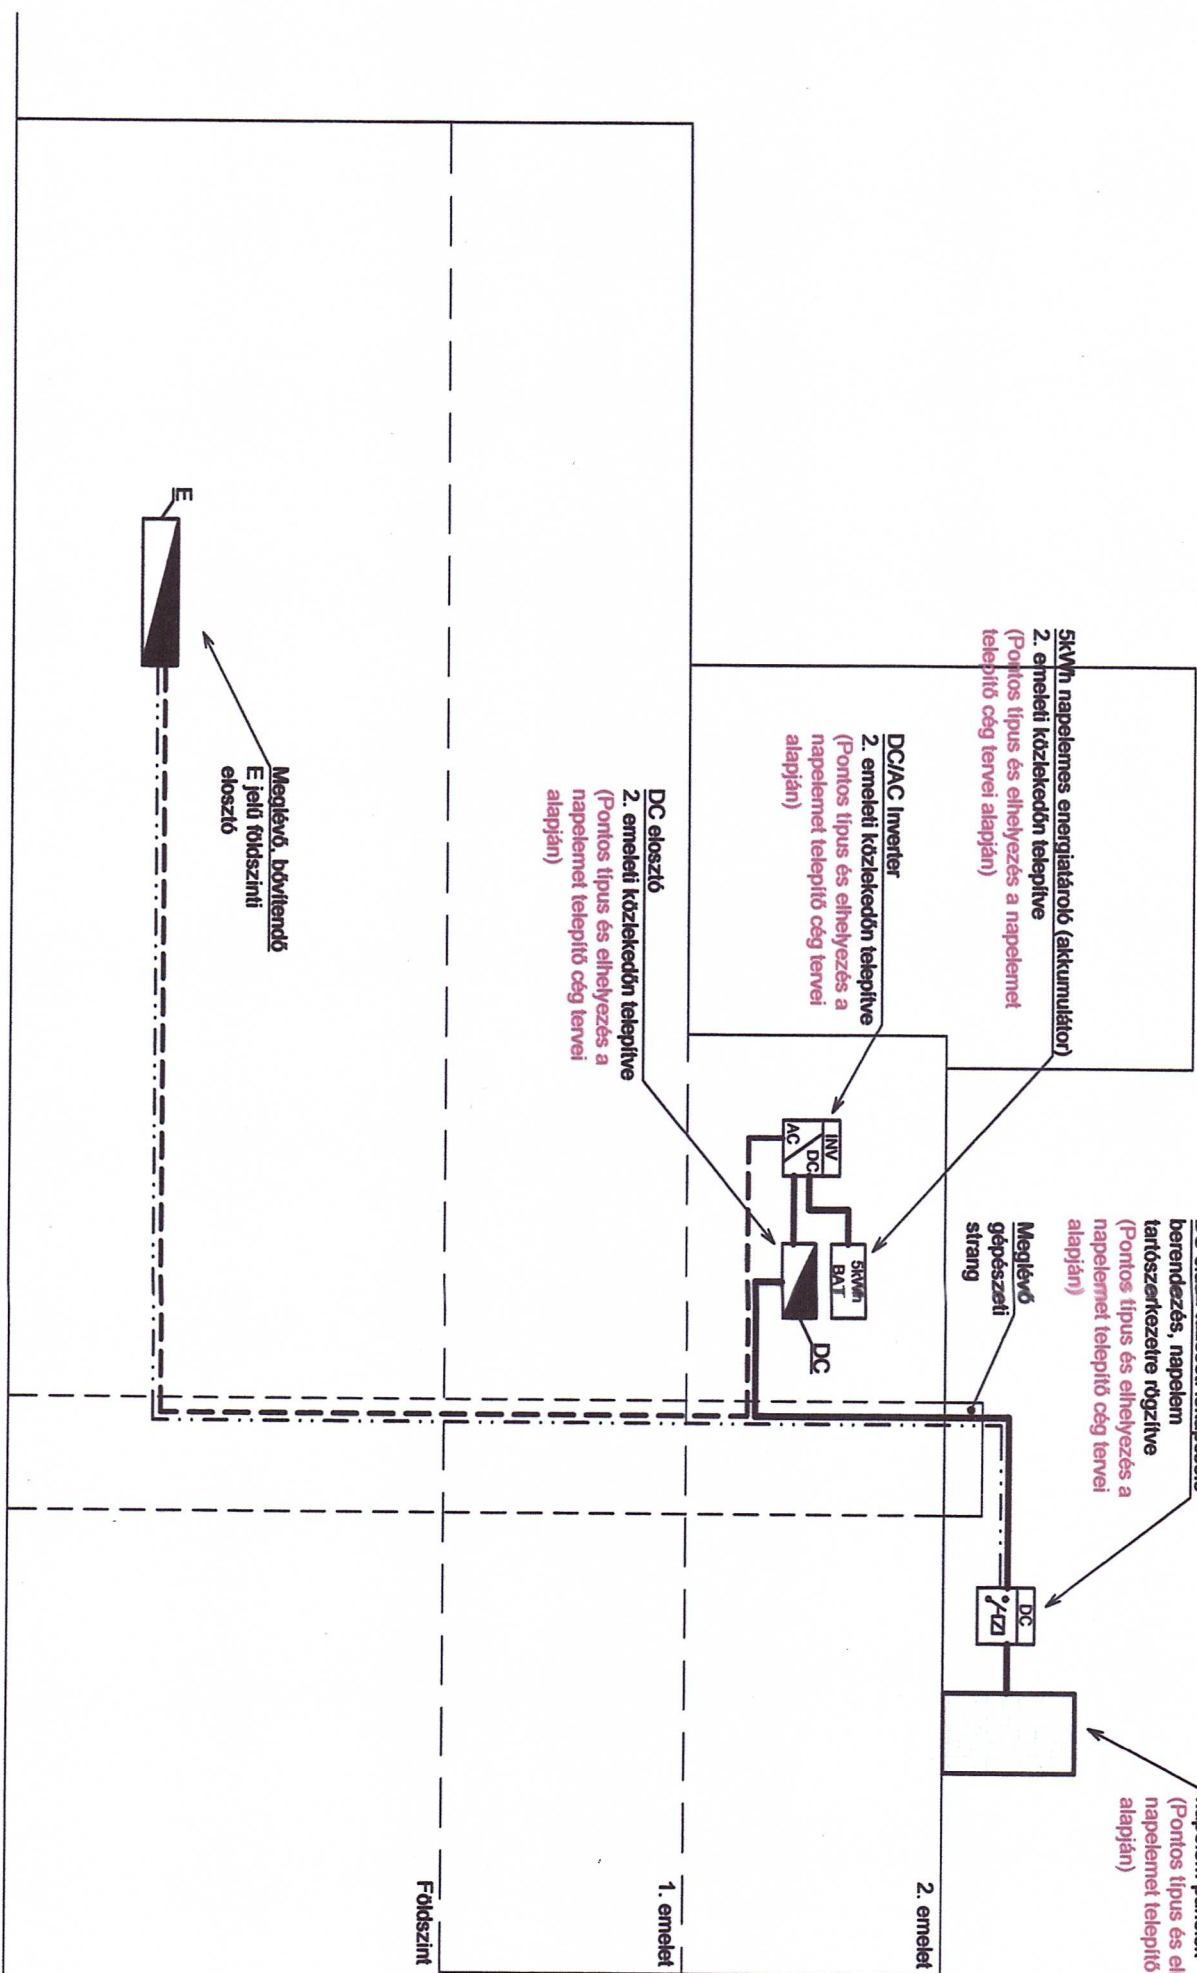 5kWh napelemes energiatároló (akkumulátor)
2. emeleti közlekedőn telepítve
(Pontos típus és elhelyezés a napelemet
telepítő cég tervei alapján)
DC/AC Inverter
2. emeleti közlekedőn telepítve
(Pontos típus és elhelyezés a
napelemet telepítő cég tervei
alapján)
DC elosztó
2. emeleti közlekedőn telepítve
(Pontos típus és elhelyezés a
napelemet telepítő cég tervei
alapján)
berendezés, napelem
tartószerkezetre rögzítve
(Pontos típus és elhelyezés a
napelemet telepítő cég tervei
alapján)
Meglévő
gépészeti
strang
(Pontos típus és el
napelemet telepítő
alapján)
INV
DC
AC
5kWh
BAT
DC
DC
E
Meglévő, bővítendő
E jelű földszinti
elosztó
2. emelet
1. emelet
Földszint